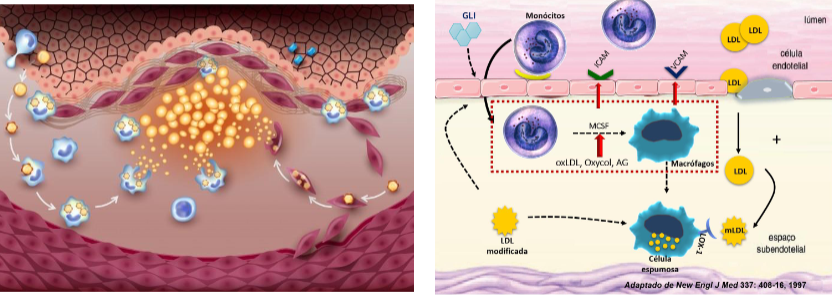 GLI
Monócitos
ICAM
VCAM
LDL
LDL
lúmen
célula
endotelial
LDL
MCSF
oxLDL, Oxycol, AG
Macrófagos
+
LDL
LDL
modificada
Célula
espumosa
LOX-1
mLDL
espaço
subendotelial
Adaptado de New Engl J Med 337: 408-16, 1997